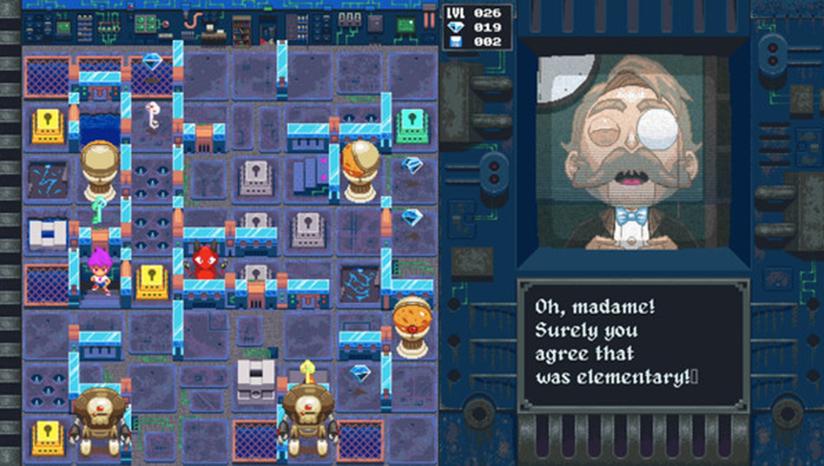 LVL 026
019
002
Oh, madame!
Surely you
agree that
was elementary!